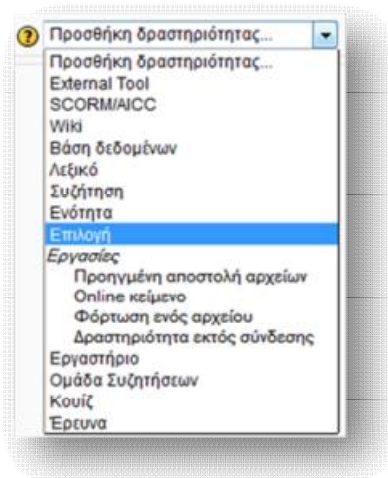 ? Προσθήκη δραστηριότητας...
Προσθήκη δραστηριότητας...
External Tool
SCORM/AICC
Wiki
Βάση δεδομένων
Λεξικό
Συζήτηση
Ενότητα
Επιλογή
Εργασίες
Προηγμένη αποστολή αρχείων
Online κείμενο
Φόρτωση ενός αρχείου
Δραστηριότητα εκτός σύνδεσης
Εργαστήριο
Ομάδα Συζητήσεων
Κουίζ
Έρευνα